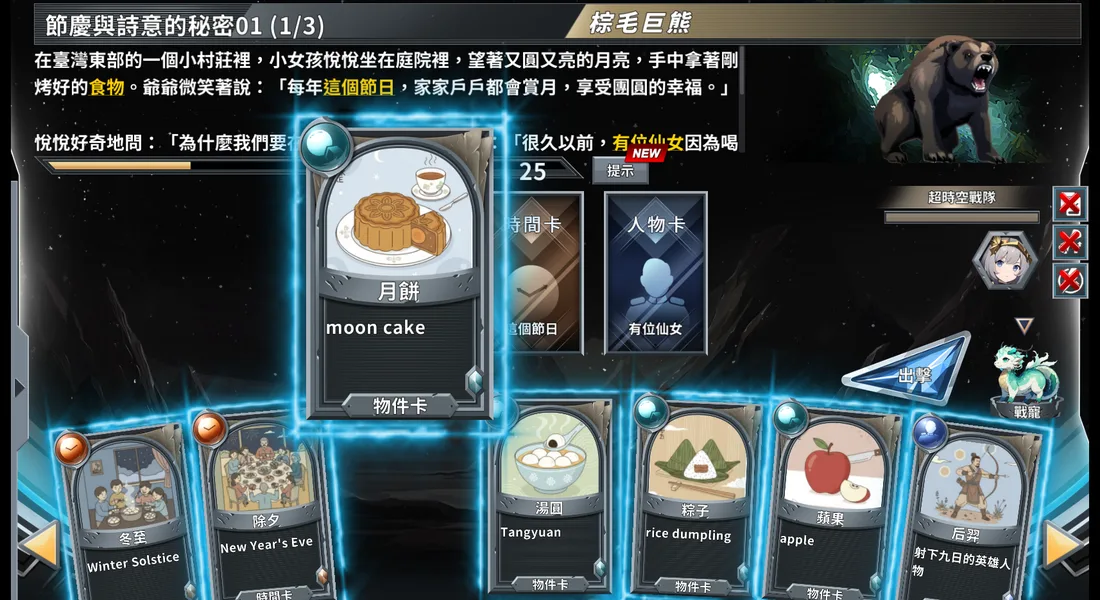 節慶與詩意的秘密01 (1/3)
棕毛巨熊
在臺灣東部的一個小村莊裡，小女孩悅悅坐在庭院裡，望著又圓又亮的月亮，手中拿著剛
烤好的食物。爺爺微笑著說：「每年這個節日，家家戶戶都會賞月，享受團圓的幸福。」
悅悅好奇地問：「為什麼我們要
：「很久以前，有位仙女因為喝
25
NEW
提示
超時空戰隊
時間卡
這個節日
人物卡
有位仙女
月餅
moon cake
物件卡
出擊
戰寵
冬至
Winter Solstice
除夕
New Year's Eve
時間卡
湯圓
Tangyuan
物件卡
粽子
rice dumpling
物件卡
蘋果
apple
物件卡
后羿
射下九日的英雄人
物